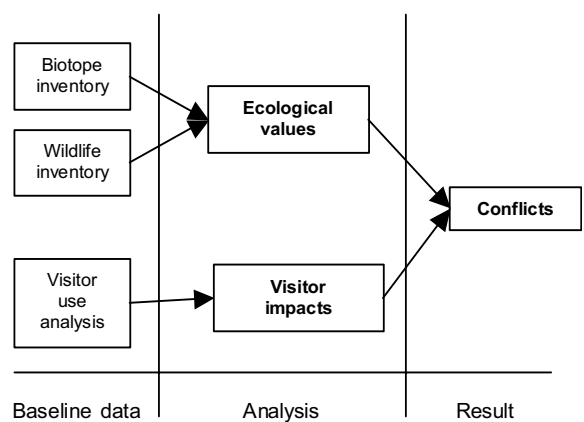 Biotope
inventory
Wildlife
inventory
Visitor
use
analysis
Ecological
values
Visitor
impacts
Conflicts
Baseline data
Analysis
Result